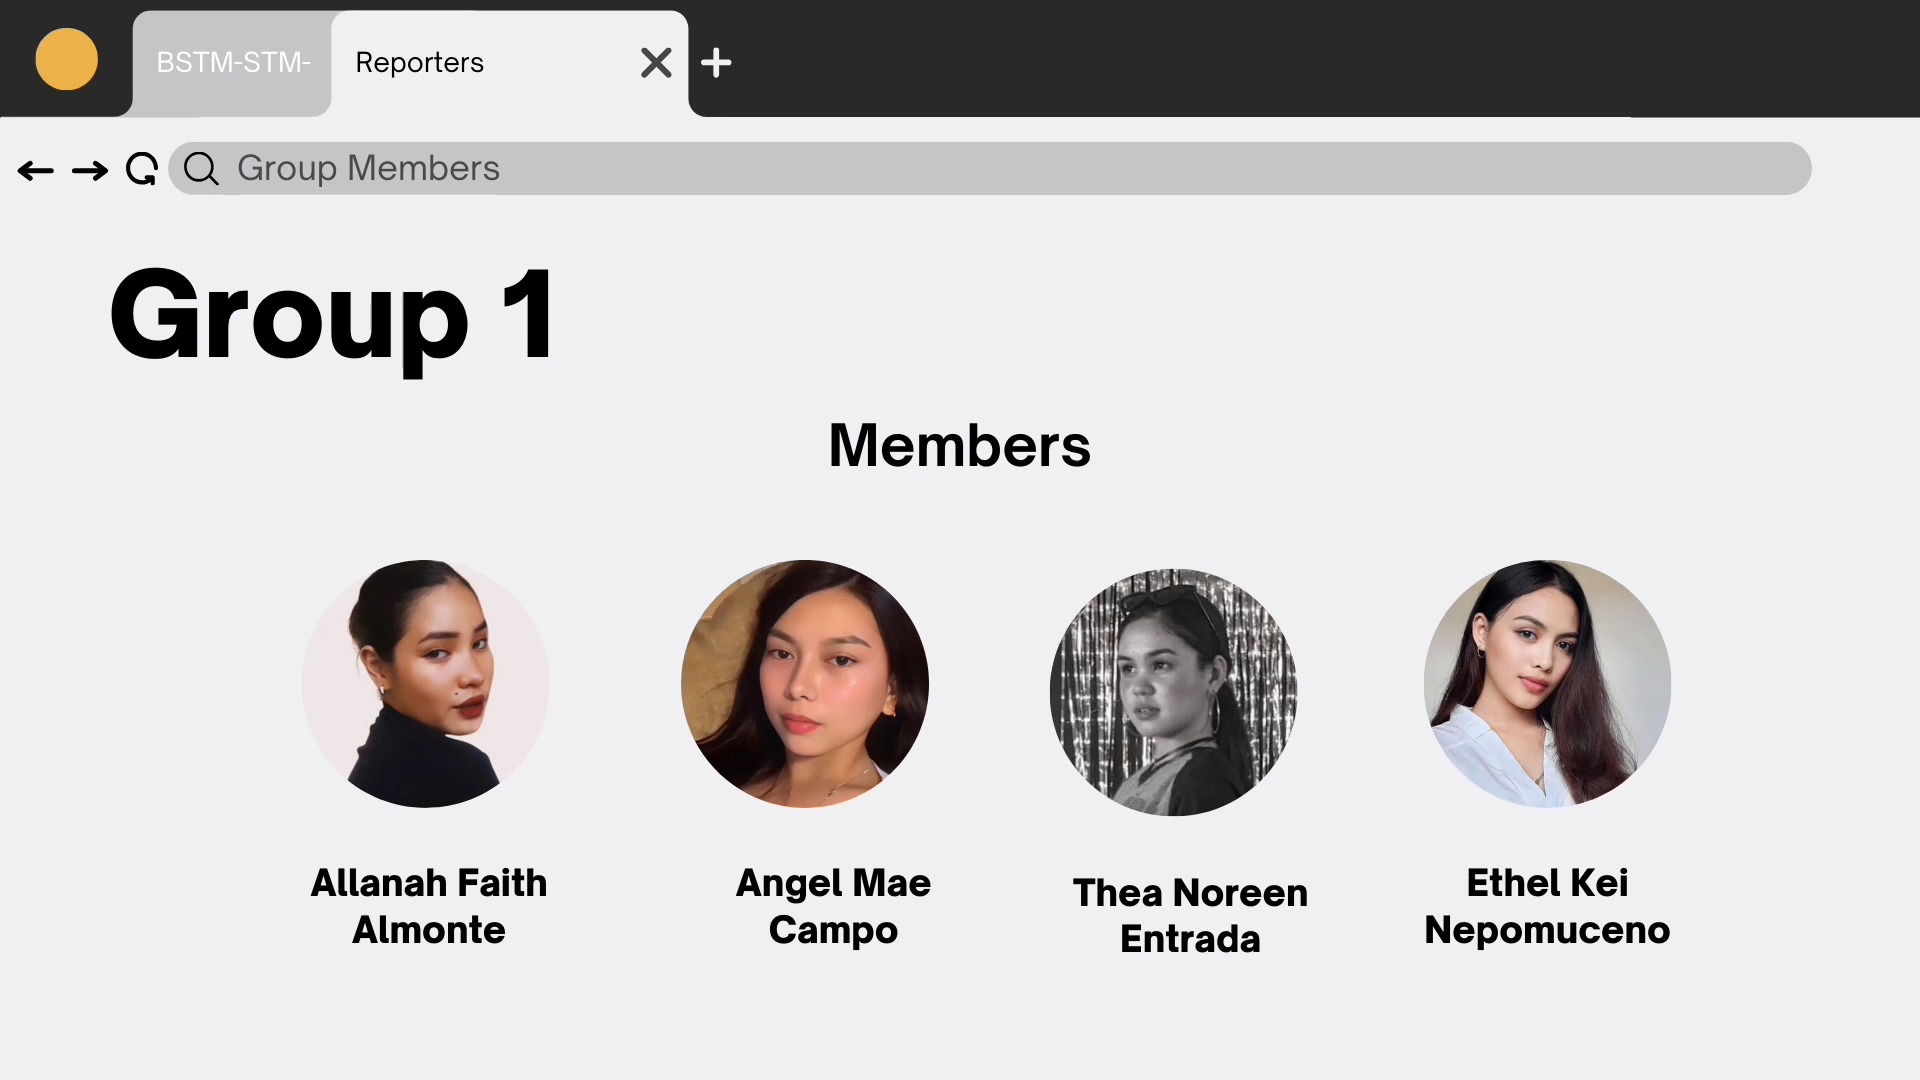 BSTM-STM-
Reporters
Group Members
Group 1
Members
Allanah Faith
Almonte
Angel Mae
Campo
Thea Noreen
Entrada
Ethel Kei
Nepomuceno